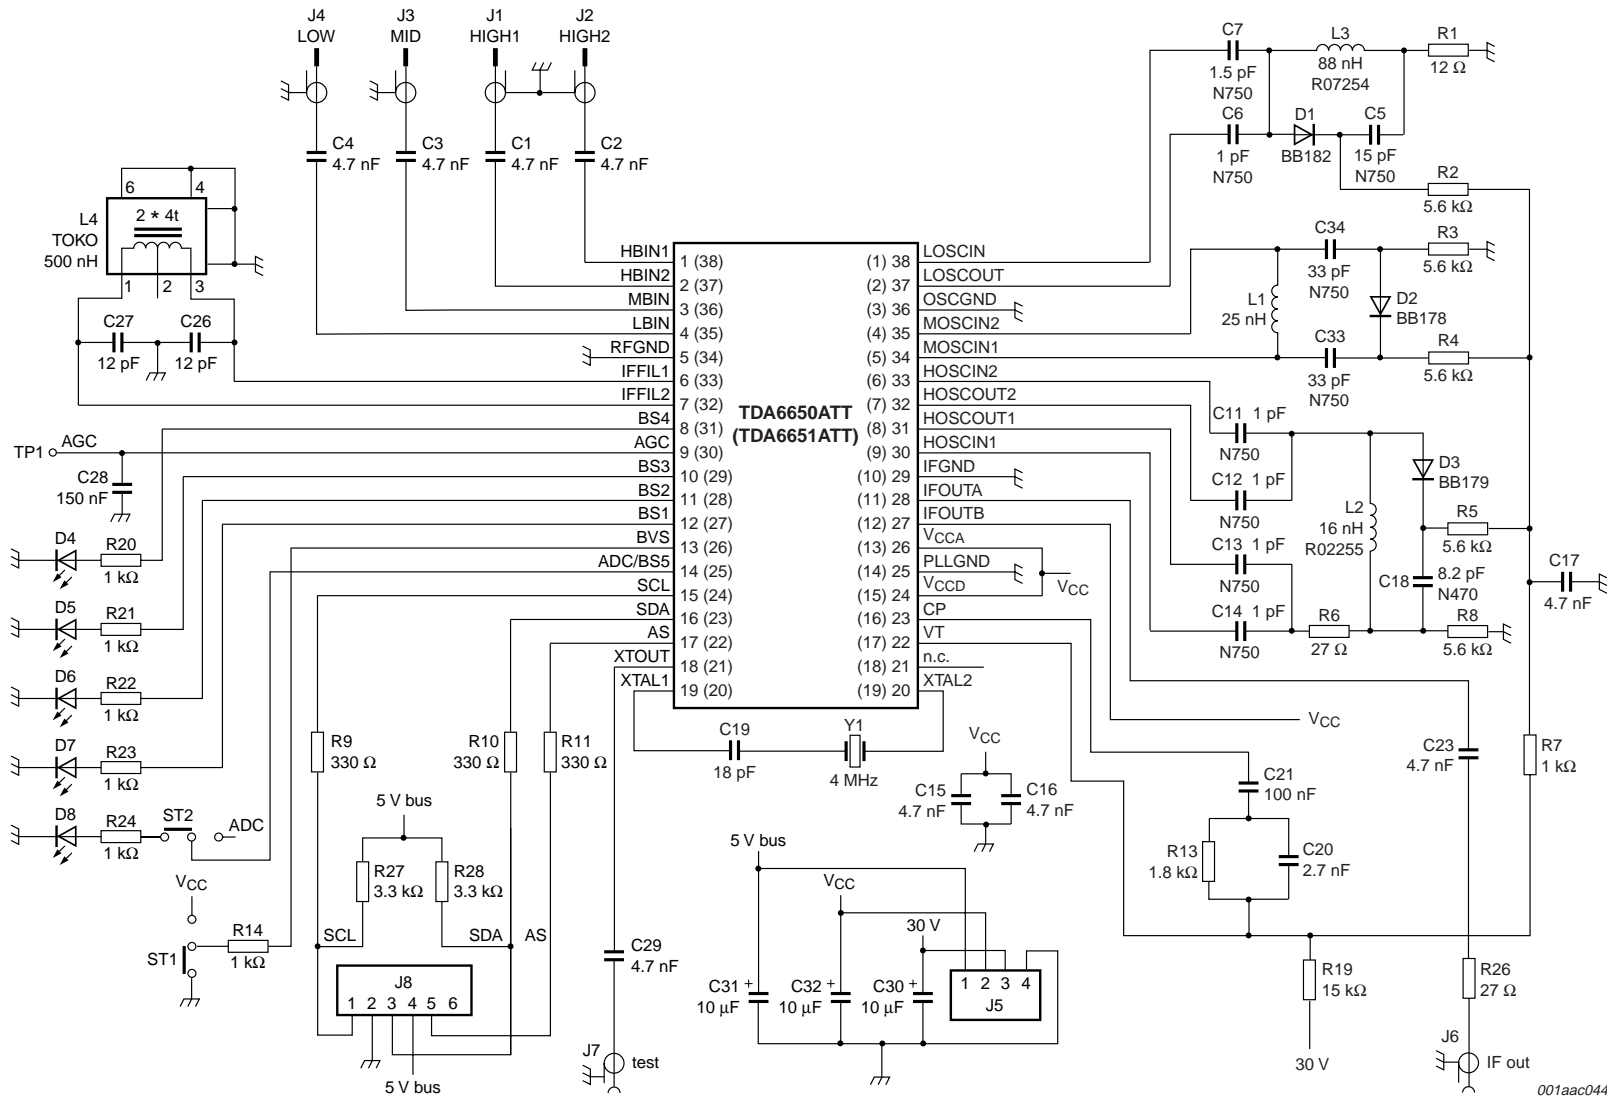 J4
LOW
J3
MID
J1
HIGH1
J2
HIGH2
C4
4.7 nF
C3
4.7 nF
C1
4.7 nF
C2
4.7 nF
C7
1.5 pF
N750
L3
88 nH
R07254
R1
12 Ω
C6
1 pF
N750
D1
BB182
C5
15 pF
N750
R2
5.6 kΩ
6
4
L4
TOKO
500 nH
2 * 4t
1
2
3
C27
12 pF
C26
12 pF
C34
33 pF
N750
R3
5.6 kΩ
L1
25 nH
D2
BB178
C33
33 pF
N750
R4
5.6 kΩ
TDA6650ATT
(TDA6651ATT)
HBIN1
1 (38)
HBIN2
2 (37)
MBIN
3 (36)
LBIN
4 (35)
RFGND
5 (34)
IFFIL1
6 (33)
IFFIL2
7 (32)
BS4
8 (31)
AGC
9 (30)
BS3
10 (29)
BS2
11 (28)
BS1
12 (27)
BVS
13 (26)
ADC/BS5
14 (25)
SCL
15 (24)
SDA
16 (23)
AS
17 (22)
XTOUT
18 (21)
XTAL1
19 (20)
LOSCIN
(1) 38
LOSCOUT
(2) 37
OSCGND
(3) 36
MOSCIN2
(4) 35
MOSCIN1
(5) 34
HOSCIN2
(6) 33
HOSCOUT2
(7) 32
HOSCOUT1
(8) 31
HOSCIN1
(9) 30
IFGND
(10) 29
IFOUTA
(11) 28
IFOUTB
(12) 27
VCCA
(13) 26
PLLGND
(14) 25
VCCD
(15) 24
CP
(16) 23
VT
(17) 22
n.c.
(18) 21
XTAL2
(19) 20
VCC
TP1
AGC
C28
150 nF
D4
R20
1 kΩ
D5
R21
1 kΩ
D6
R22
1 kΩ
D7
R23
1 kΩ
D8
R24
1 kΩ
ST2
ADC
VCC
ST1
R14
1 kΩ
C11 1 pF
N750
C12 1 pF
N750
C13 1 pF
N750
C14 1 pF
N750
D3
BB179
L2
16 nH
R02255
R5
5.6 kΩ
C18
8.2 pF
N470
C17
4.7 nF
R6
27 Ω
R8
5.6 kΩ
R9
330 Ω
R10
330 Ω
R11
330 Ω
C19
18 pF
Y1
4 MHz
VCC
C15
4.7 nF
C16
4.7 nF
VCC
C23
4.7 nF
R7
1 kΩ
C21
100 nF
R13
1.8 kΩ
C20
2.7 nF
5 V bus
R27
3.3 kΩ
R28
3.3 kΩ
SCL
SDA
AS
J8
1 2 3 4 5 6
5 V bus
C29
4.7 nF
J7
test
5 V bus
VCC
30 V
C31
+
10 μF
C32
+
10 μF
C30
+
10 μF
1 2 3 4
J5
R19
15 kΩ
30 V
R26
27 Ω
J6
IF out
001aac044